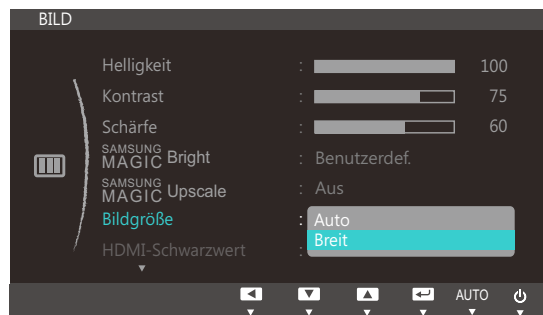 BILD
Helligkeit : 100
Kontrast : 75
Schärfe : 60
SAMSUNG MAGIC Bright : Benutzerdef.
SAMSUNG MAGIC Upscale : Aus
Bildgröße : Auto
Breit
HDMI-Schwarzwert :
AUTO